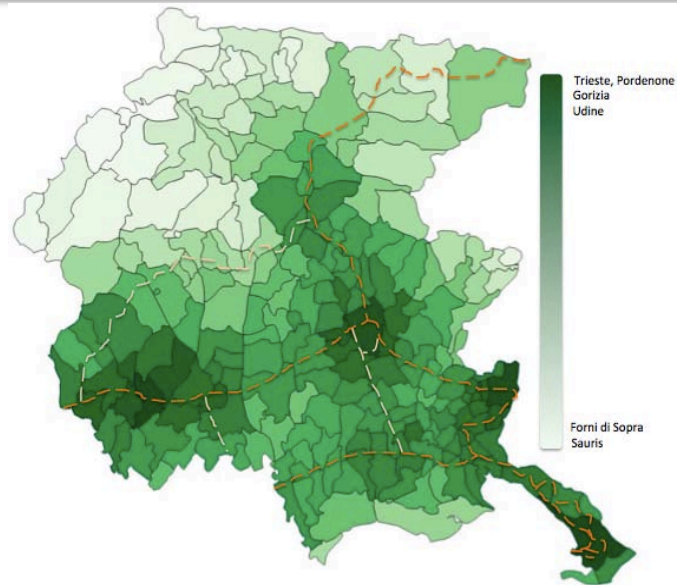 Trieste, Pordenone
Gorizia
Udine
Forni di Sopra
Sauris